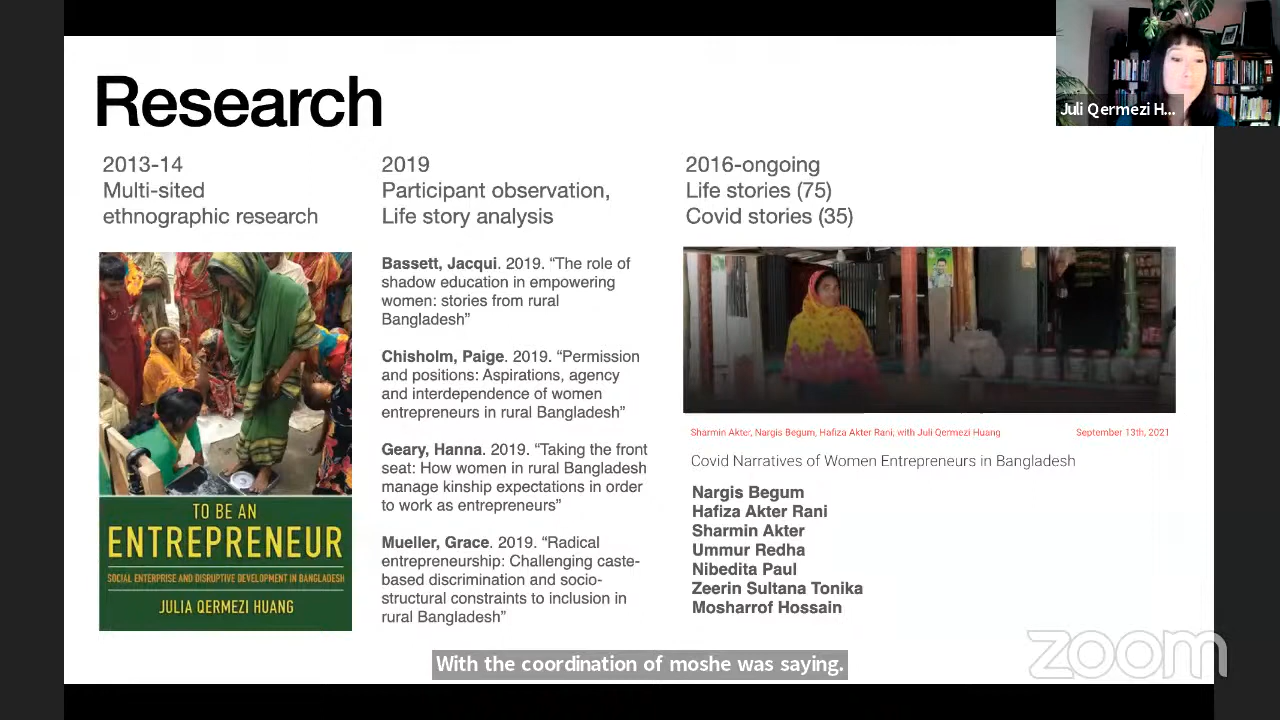 Research
2013-14
Multi-sited
ethnographic research
TO BE AN
ENTREPRENEUR
SOCIAL ENTERPRISE AND DISRUPTIVE DEVELOPMENT IN BANGLADESH
JULIA QERMEZI HUANG
2019
Participant observation,
Life story analysis
Bassett, Jacqui. 2019. “The role of
shadow education in empowering
women: stories from rural
Bangladesh”
Chisholm, Paige. 2019. “Permission
and positions: Aspirations, agency
and interdependence of women
entrepreneurs in rural Bangladesh”
Geary, Hanna. 2019. “Taking the front
seat: How women in rural Bangladesh
manage kinship expectations in order
to work as entrepreneurs”
Mueller, Grace. 2019. “Radical
entrepreneurship: Challenging caste-
based discrimination and socio-
structural constraints to inclusion in
rural Bangladesh”
2016-ongoing
Life stories (75)
Covid stories (35)
Sharmin Akter, Nargis Begum, Hafiza Akter Rani, with Juli Qermezi Huang
September 13th, 2021
Covid Narratives of Women Entrepreneurs in Bangladesh
Nargis Begum
Hafiza Akter Rani
Sharmin Akter
Ummur Redha
Nibedita Paul
Zeerin Sultana Tonika
Mosharrof Hossain
Juli Qermezi H...
With the coordination of moshe was saying.
zoom